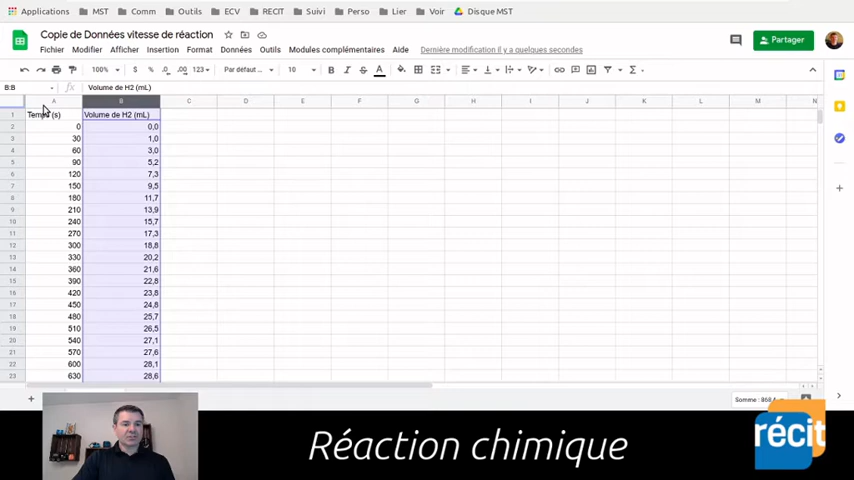 Applications MST Comm Outils ECV RECIT Suivi Perso Lier Voir Disque MST
Copie de Données vitesse de réaction
Partager
Fichier Modifier Afficher Insertion Format Données Outils Modules complémentaires Aide Dernière modification il y a quelques secondes
100% $ % .0 .00 123 Par défaut ... 10 B I S A
B:B fx Volume de H2 (mL)
A B C D E F G H I J K L M N
1 Temps (s) Volume de H2 (mL)
2 0 0,0
3 30 1,0
4 60 3,0
5 90 5,2
6 120 7,3
7 150 9,5
8 180 11,7
9 210 13,9
10 240 15,7
11 270 17,3
12 300 18,8
13 330 20,2
14 360 21,6
15 390 22,8
16 420 23,8
17 450 24,8
18 480 25,7
19 510 26,5
20 540 27,1
21 570 27,6
22 600 28,1
23 630 28,6
Réaction chimique
récit